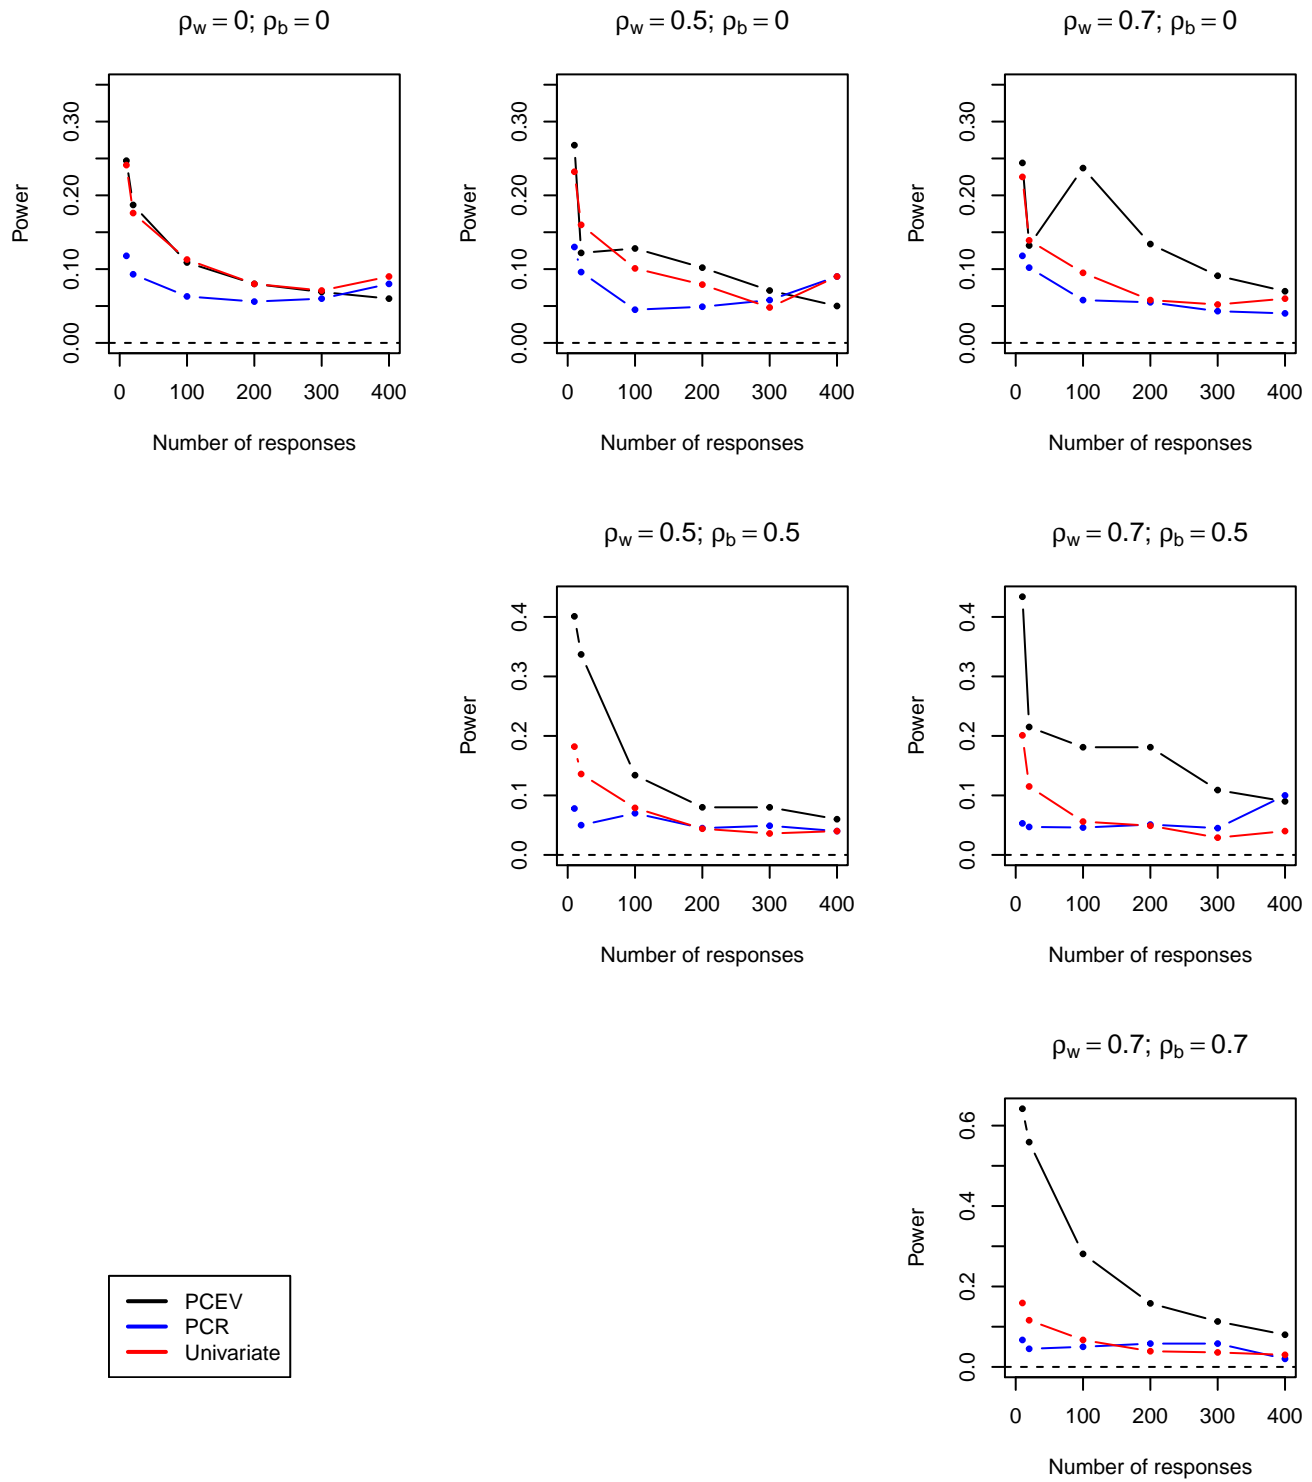 ρw = 0; ρb = 0
0.30
0.20
0.10
0.00
Power
0 100 200 300 400
Number of responses
ρw = 0.5; ρb = 0
0.30
0.20
0.10
0.00
Power
0 100 200 300 400
Number of responses
ρw = 0.7; ρb = 0
0.30
0.20
0.10
0.00
Power
0 100 200 300 400
Number of responses
ρw = 0.5; ρb = 0.5
0.4
0.3
0.2
0.1
0.0
Power
0 100 200 300 400
Number of responses
ρw = 0.7; ρb = 0.5
0.4
0.3
0.2
0.1
0.0
Power
0 100 200 300 400
Number of responses
ρw = 0.7; ρb = 0.7
0.6
0.4
0.2
0.0
Power
0 100 200 300 400
Number of responses
PCEV
PCR
Univariate